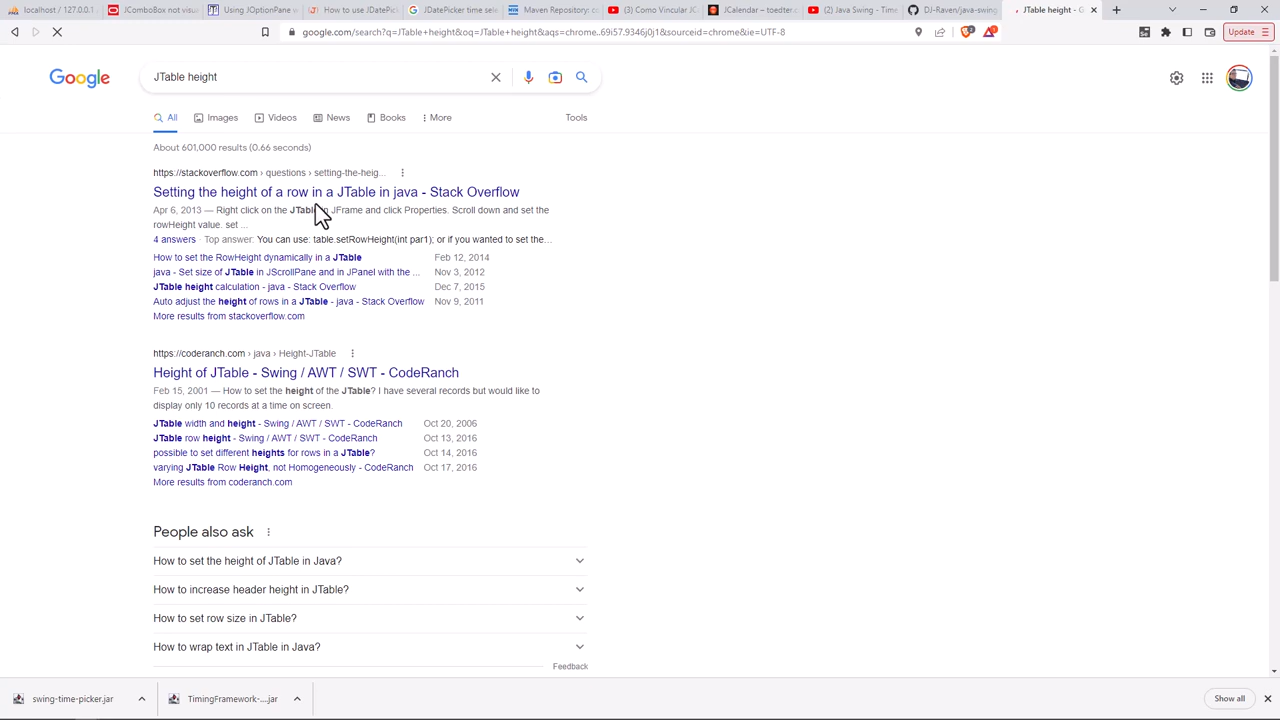 localhost / 127.0.0.1
JComboBox not visua
Using JOptionPane w
How to use JDatePic
JDatePicker time sele
Maven Repository: co
(3) Como Vincular JC
JCalendar – toedter.c
(2) Java Swing - Time
DJ-Raven/java-swing
JTable height - G
google.com/search?q=JTable+height&oq=JTable+height&aqs=chrome..69i57.9346j0j1&sourceid=chrome&ie=UTF-8
Update
Google
JTable height
All
Images
Videos
News
Books
More
Tools
About 601,000 results (0.66 seconds)
https://stackoverflow.com › questions › setting-the-heig...
Setting the height of a row in a JTable in java - Stack Overflow
Apr 6, 2013 — Right click on the JTable in JFrame and click Properties. Scroll down and set the
rowHeight value. set ...
4 answers · Top answer: You can use: table.setRowHeight(int par1); or if you wanted to set the...
How to set the RowHeight dynamically in a JTable Feb 12, 2014
java - Set size of JTable in JScrollPane and in JPanel with the ... Nov 3, 2012
JTable height calculation - java - Stack Overflow Dec 7, 2015
Auto adjust the height of rows in a JTable - java - Stack Overflow Nov 9, 2011
More results from stackoverflow.com
https://coderanch.com › java › Height-JTable
Height of JTable - Swing / AWT / SWT - CodeRanch
Feb 15, 2001 — How to set the height of the JTable? I have several records but would like to
display only 10 records at a time on screen.
JTable width and height - Swing / AWT / SWT - CodeRanch Oct 20, 2006
JTable row height - Swing / AWT / SWT - CodeRanch Oct 13, 2016
possible to set different heights for rows in a JTable? Oct 14, 2016
varying JTable Row Height, not Homogeneously - CodeRanch Oct 17, 2016
More results from coderanch.com
People also ask
How to set the height of JTable in Java?
How to increase header height in JTable?
How to set row size in JTable?
How to wrap text in JTable in Java?
Feedback
swing-time-picker.jar
TimingFramework-....jar
Show all